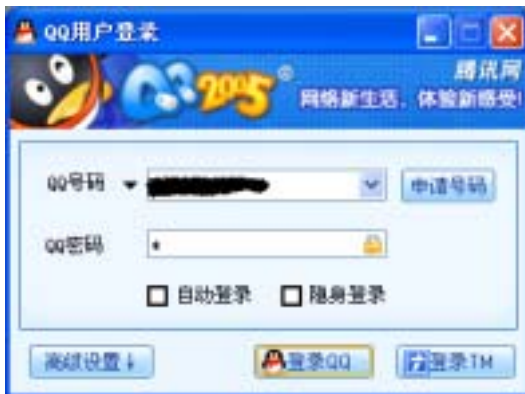 QQ用户登录
QQ2005®
腾讯网
网络新生活，体验新感受!
QQ号码
申请号码
QQ密码
*
自动登录
隐身登录
高级设置↓
登录QQ
登录TM